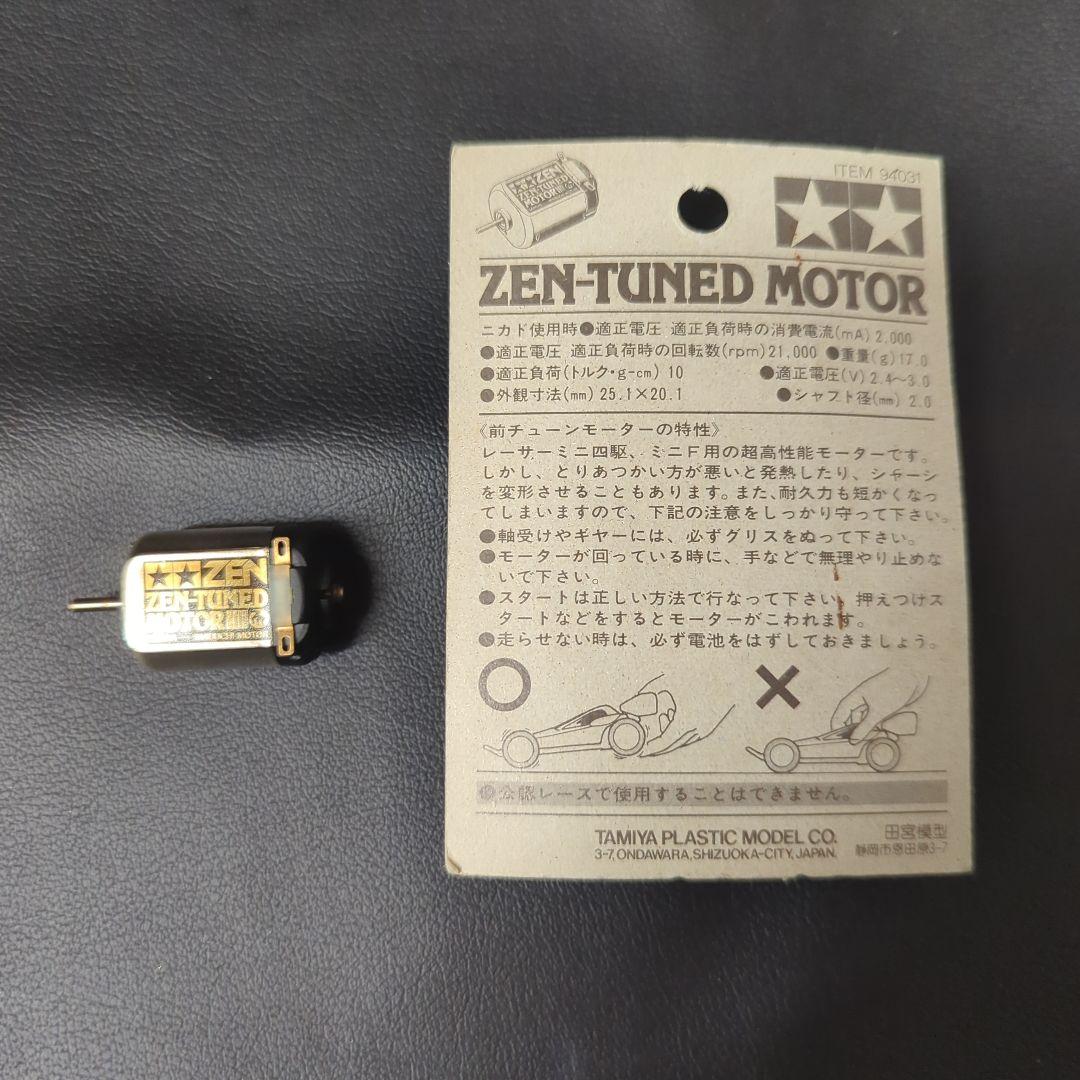 ITEM 94031
ZEN
ZEN-TUNED
MOTOR
ZEN-TUNED MOTOR
ニカド使用時●適正電圧 適正負荷時の消費電流(mA) 2,000
●適正電圧 適正負荷時の回転数(rpm)21,000 ●重量(g)17.0
●適正負荷(トルク・g-cm) 10 ●適正電圧(V) 2.4〜3.0
●外観寸法(mm) 25.1×20.1 ●シャフト径(mm) 2.0
《前チューンモーターの特性》
レーサーミニ四駆、ミニF用の超高性能モーターです。
しかし、とりあつかい方が悪いと発熱したり、シャーシ
を変形させることもあります。また、耐久力も短かくなっ
てしまいますので、下記の注意をしっかり守って下さい。
●軸受けやギヤーには、必ずグリスをぬって下さい。
●モーターが回っている時に、手などで無理やり止めな
いで下さい。
●スタートは正しい方法で行なって下さい。押えつけス
タートなどをするとモーターがこわれます。
●走らせない時は、必ず電池をはずしておきましょう。
公認レースで使用することはできません。
TAMIYA PLASTIC MODEL CO.
3-7, ONDAWARA, SHIZUOKA-CITY, JAPAN.
田宮模型
静岡市恩田原3-7
ZEN
ZEN-TUNED
MOTOR
MABUCHI MOTOR